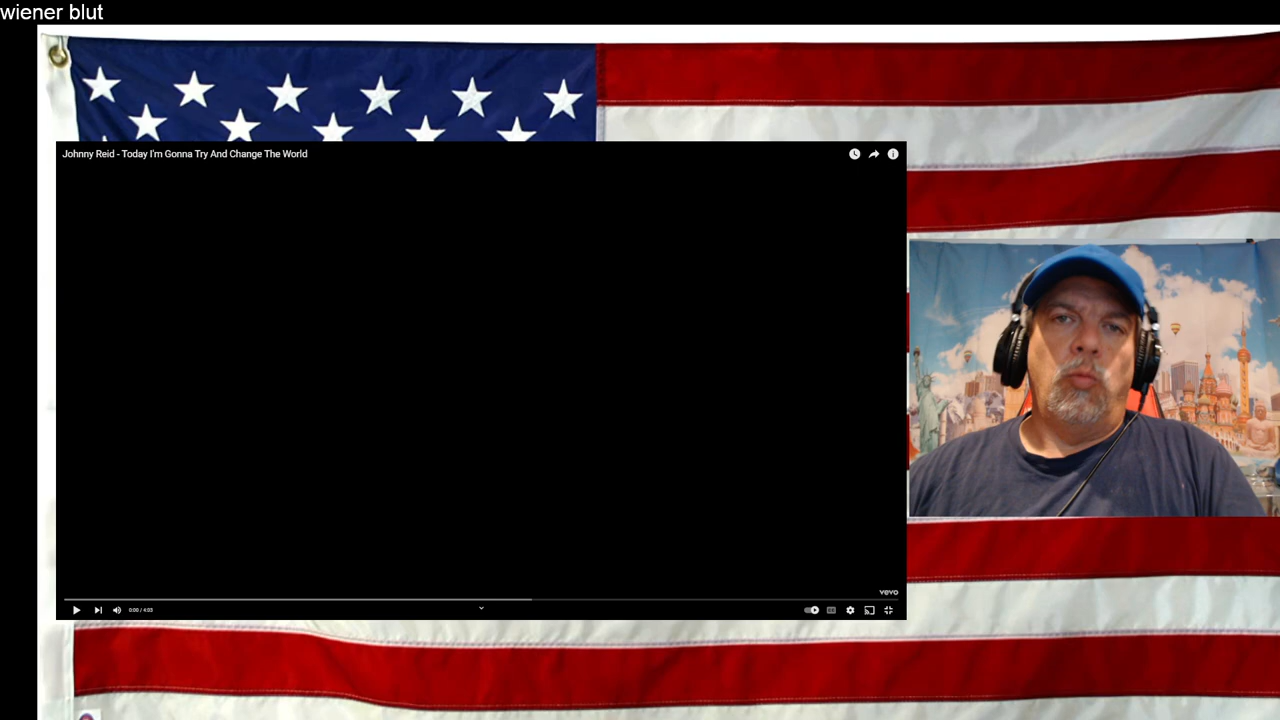 wiener blut
Johnny Reid - Today I'm Gonna Try And Change The World
vevo
0:00 / 4:03